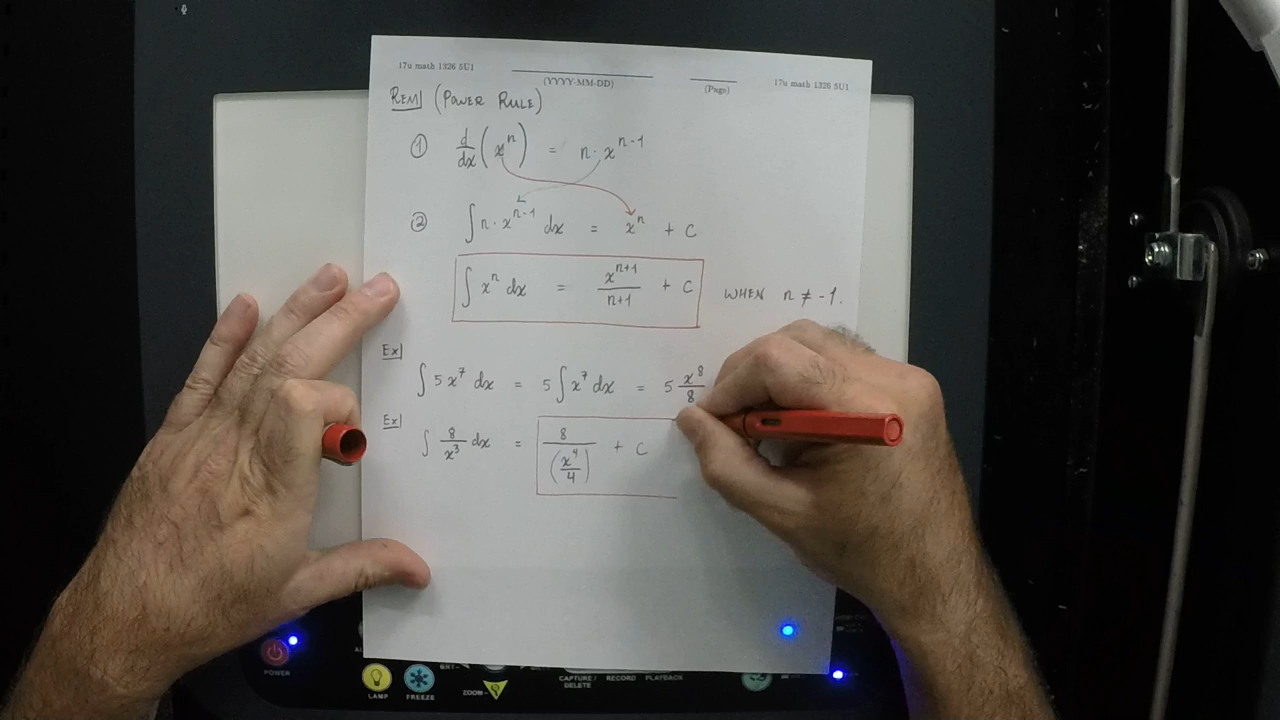 17u math 1326 5U1 (YYYY-MM-DD) (Page) 17u math 1326 5U1
REM (POWER RULE)
① d/dx (x^n) = n · x^(n-1)
② ∫ n · x^(n-1) dx = x^n + C
∫ x^n dx = x^(n+1)/(n+1) + C WHEN n ≠ -1.
Ex
∫ 5 x^7 dx = 5 ∫ x^7 dx = 5 x^8/8
Ex
∫ 8/x^3 dx = 8/(x^4/4) + C
POWER LAMP FREEZE ZOOM- CAPTURE / DELETE RECORD PLAYBACK